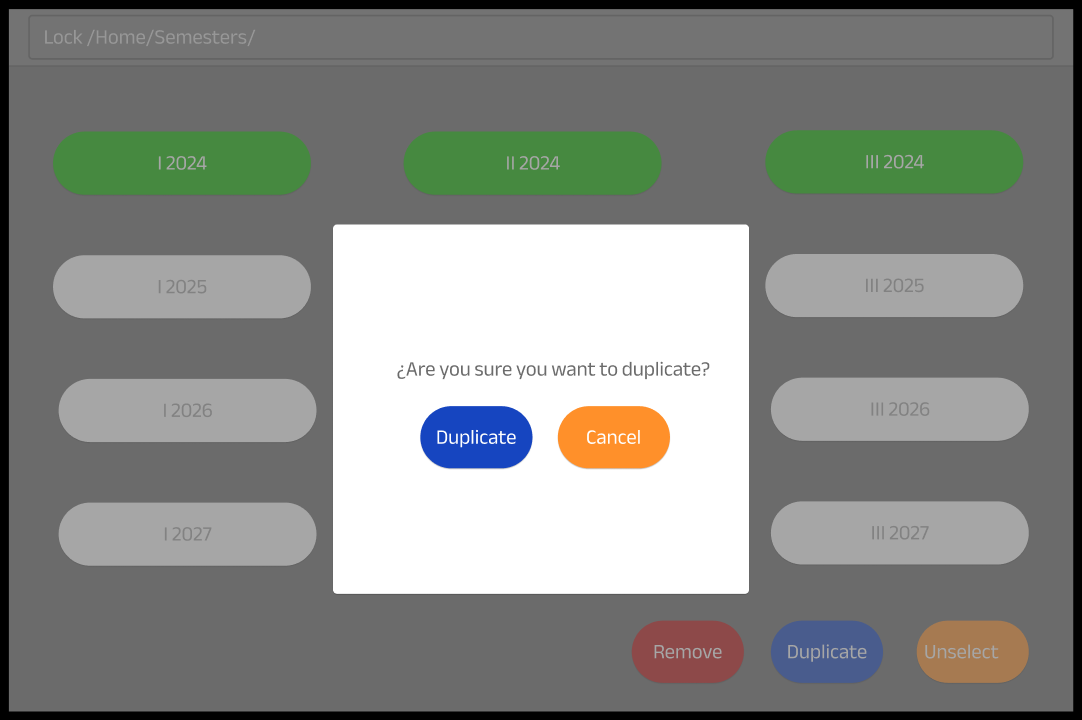 Lock /Home/Semesters/
I 2024
II 2024
III 2024
I 2025
III 2025
¿Are you sure you want to duplicate?
I 2026
III 2026
Duplicate
Cancel
I 2027
III 2027
Remove
Duplicate
Unselect